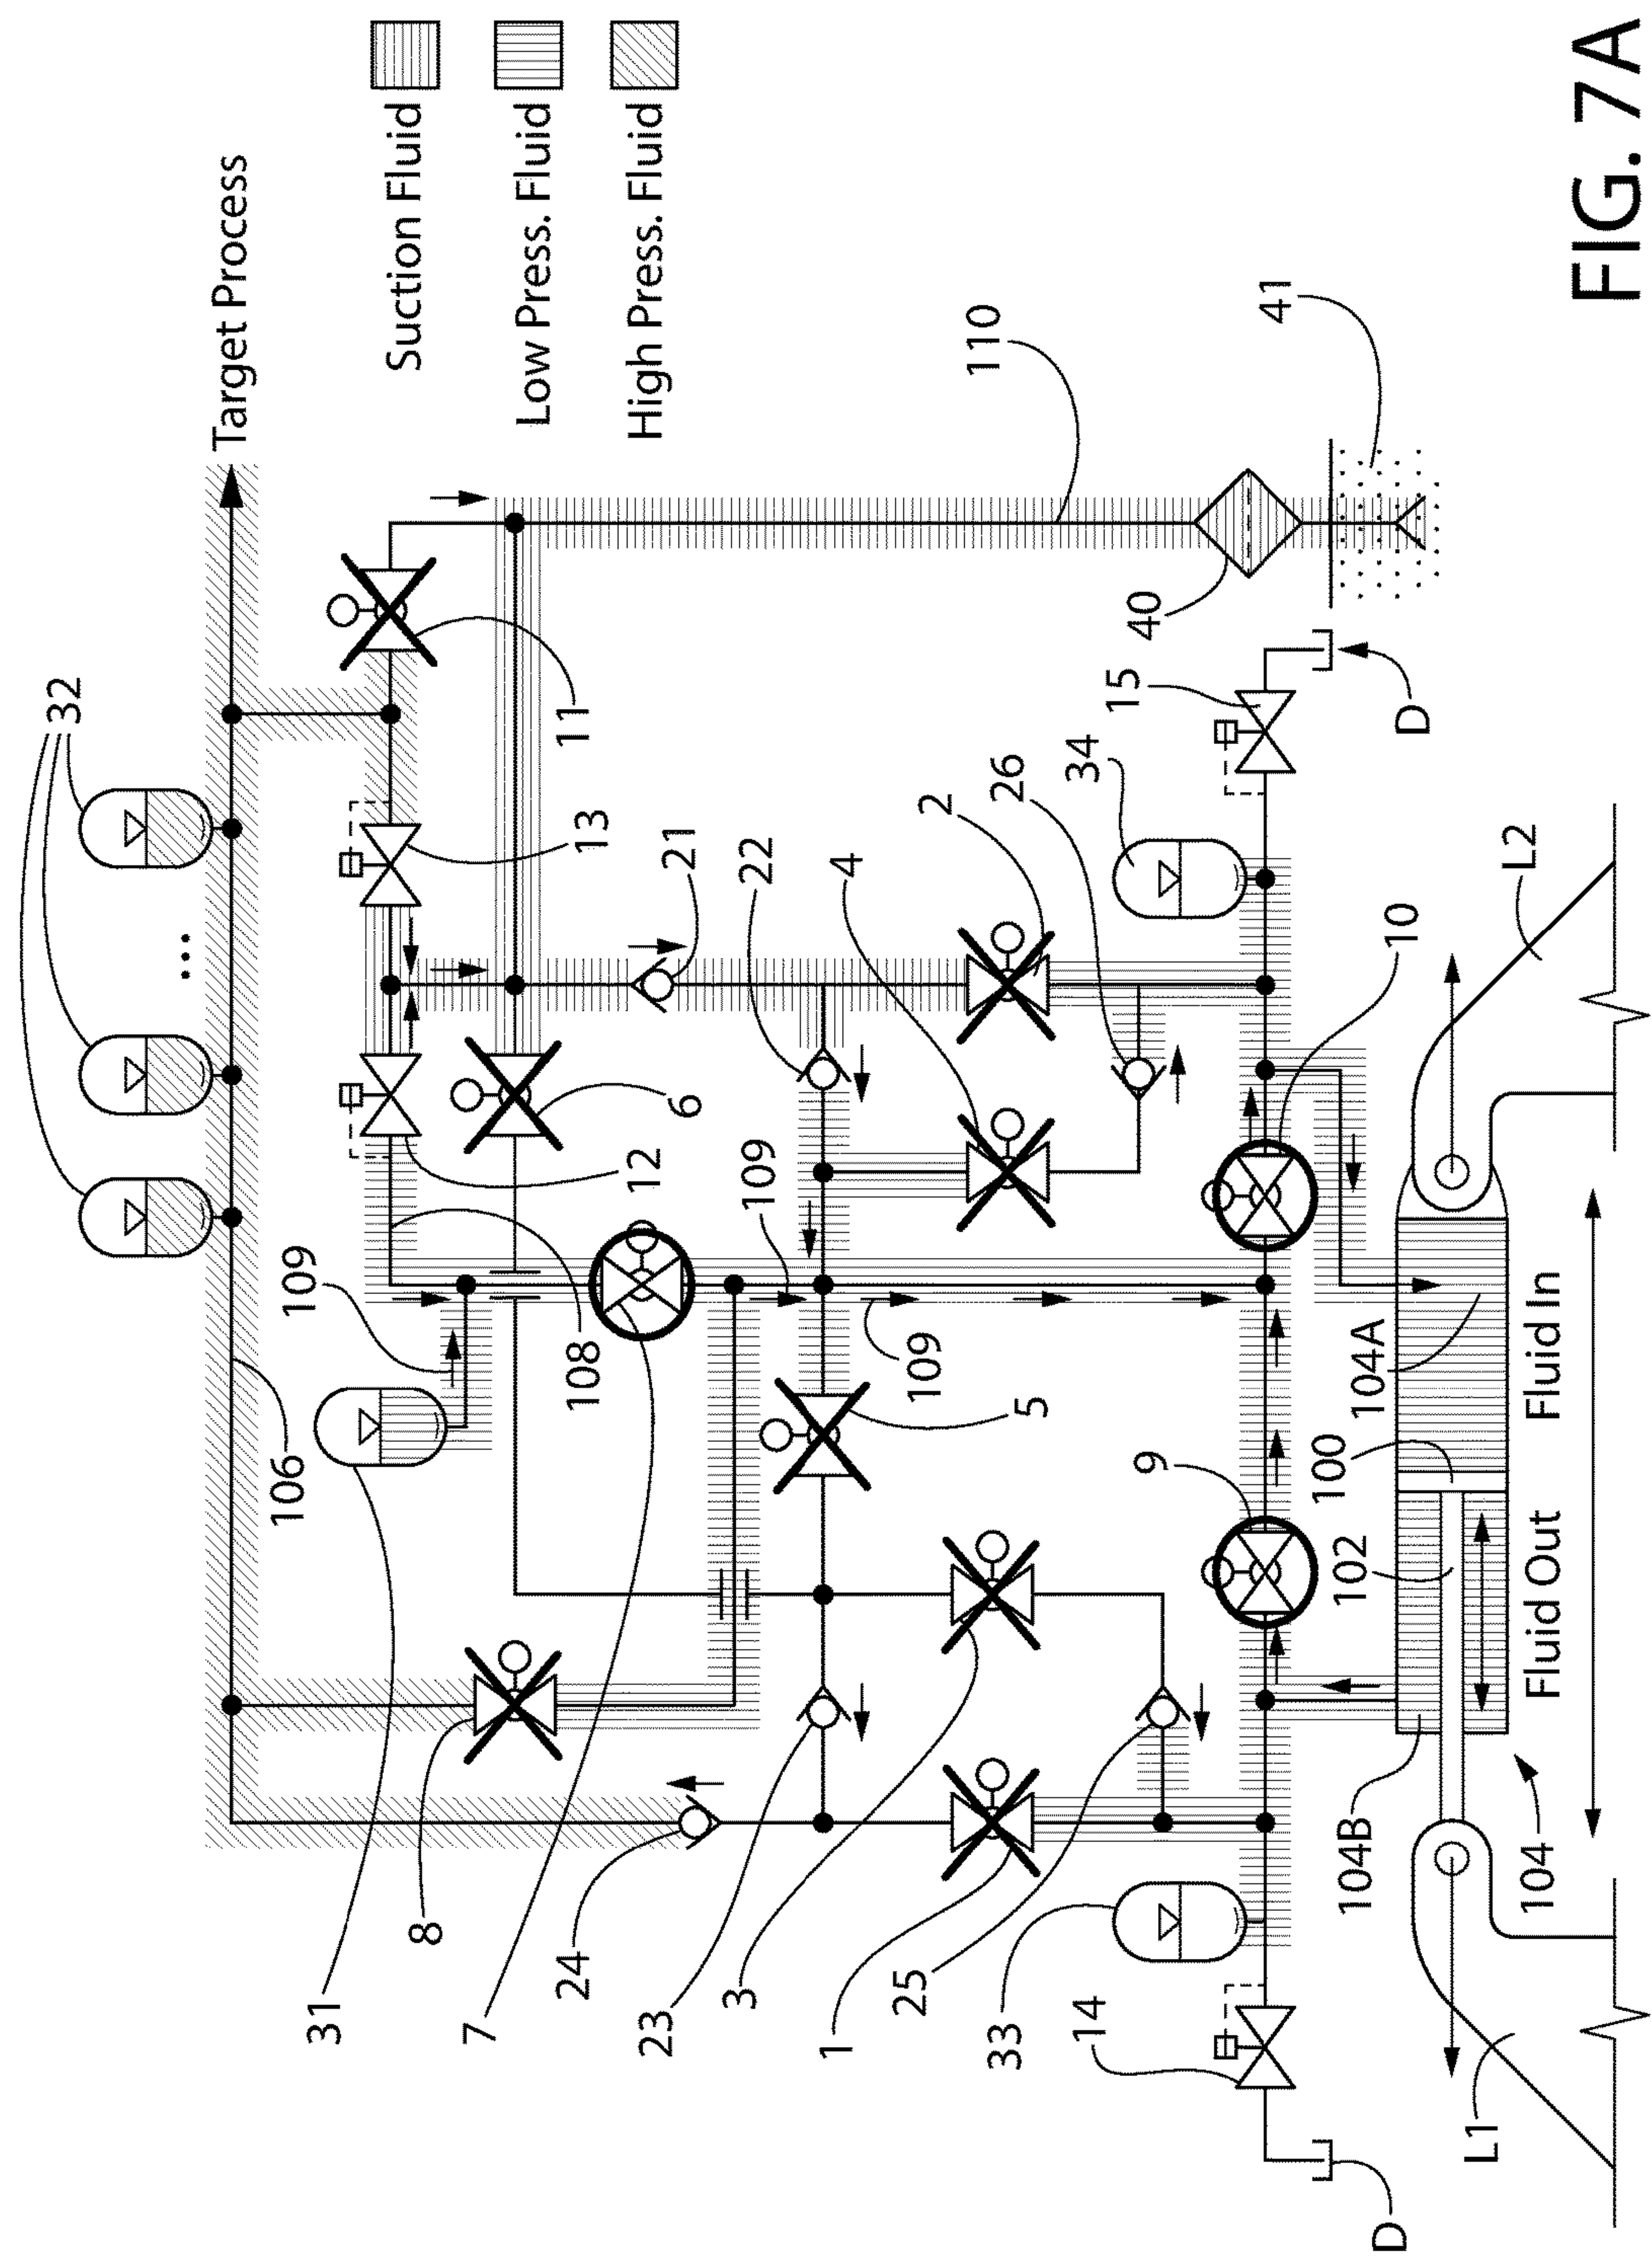 32
Target Process
106
109
31
Suction Fluid
8
7
Low Press. Fluid
24
108
11
13
12
High Press. Fluid
23
6
21
3
109
22
1
4
25
109
2
110
33
5
26
14
34
15
9
40
41
104B
102
100
104A
D
10
D
L1
L2
104
Fluid Out
Fluid In
FIG. 7A